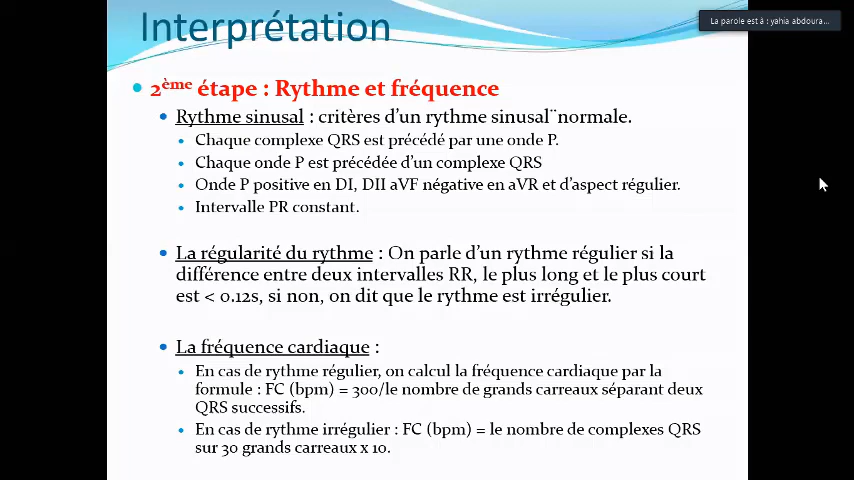 La parole est à : yahia abdoura...
Interprétation
2ème étape : Rythme et fréquence
Rythme sinusal : critères d'un rythme sinusal¨normale.
Chaque complexe QRS est précédé par une onde P.
Chaque onde P est précédée d'un complexe QRS
Onde P positive en DI, DII aVF négative en aVR et d'aspect régulier.
Intervalle PR constant.
La régularité du rythme : On parle d'un rythme régulier si la
différence entre deux intervalles RR, le plus long et le plus court
est < 0.12s, si non, on dit que le rythme est irrégulier.
La fréquence cardiaque :
En cas de rythme régulier, on calcul la fréquence cardiaque par la
formule : FC (bpm) = 300/le nombre de grands carreaux séparant deux
QRS successifs.
En cas de rythme irrégulier : FC (bpm) = le nombre de complexes QRS
sur 30 grands carreaux x 10.